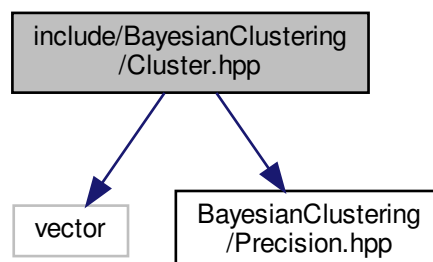 include/BayesianClustering
/Cluster.hpp
vector
BayesianClustering
/Precision.hpp